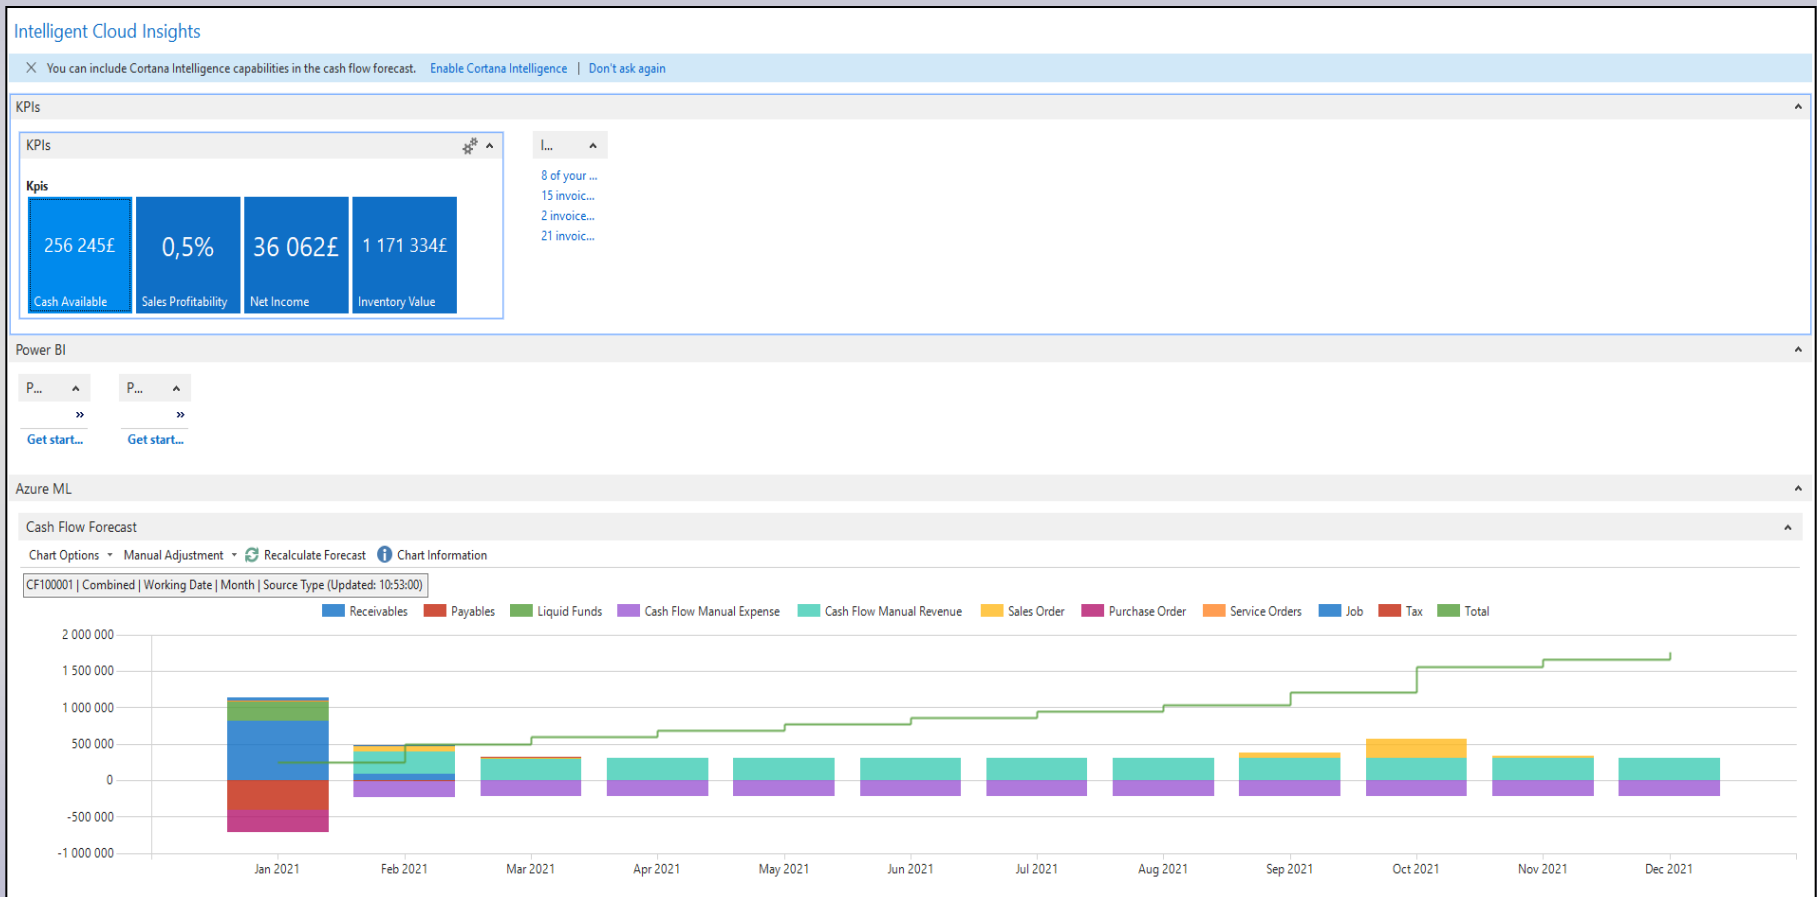 Intelligent Cloud Insights
You can include Cortana Intelligence capabilities in the cash flow forecast. Enable Cortana Intelligence | Don't ask again
KPIs
KPIs
I...
Kpis
8 of your ...
15 invoic...
2 invoice...
21 invoic...
256 245£ 0,5% 36 062£ 1 171 334£
Cash Available Sales Profitability Net Income Inventory Value
Power BI
P... P...
» »
Get start... Get start...
Azure ML
Cash Flow Forecast
Chart Options Manual Adjustment Recalculate Forecast Chart Information
CF100001 | Combined | Working Date | Month | Source Type (Updated: 10:53:00)
Receivables Payables Liquid Funds Cash Flow Manual Expense Cash Flow Manual Revenue Sales Order Purchase Order Service Orders Job Tax Total
2 000 000
1 500 000
1 000 000
500 000
0
-500 000
-1 000 000
Jan 2021 Feb 2021 Mar 2021 Apr 2021 May 2021 Jun 2021 Jul 2021 Aug 2021 Sep 2021 Oct 2021 Nov 2021 Dec 2021